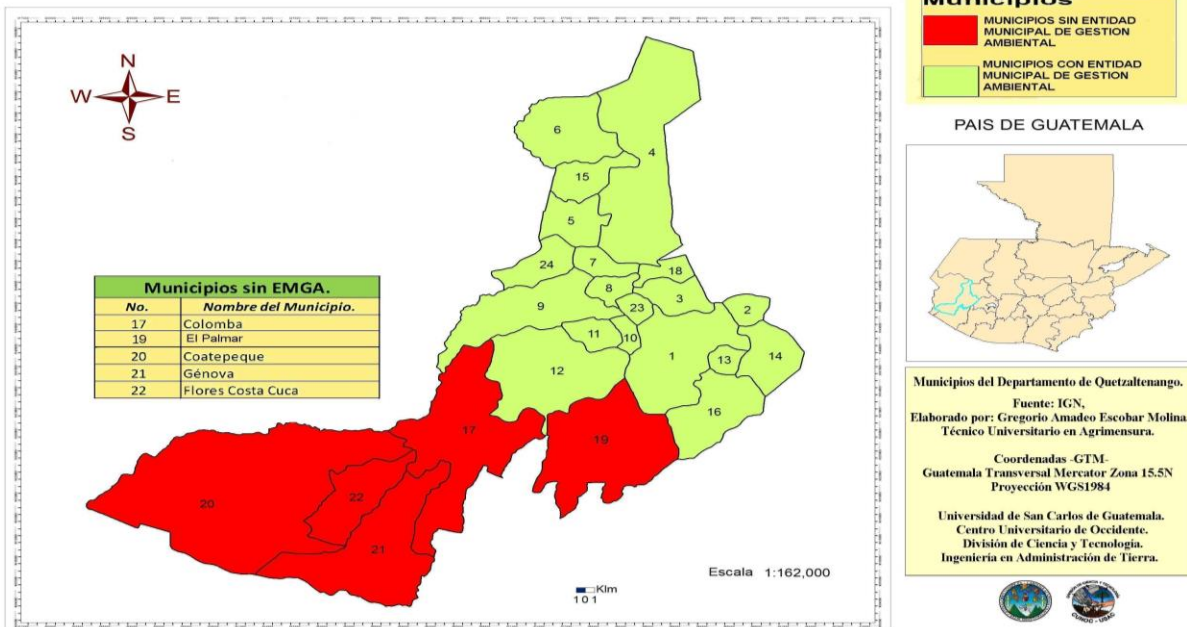 Municipios
MUNICIPIOS SIN ENTIDAD
MUNICIPAL DE GESTION
AMBIENTAL
MUNICIPIOS CON ENTIDAD
MUNICIPAL DE GESTION
AMBIENTAL
PAIS DE GUATEMALA
N
W E
S
6
4
15
5
24
7
18
8
9
3
23
2
11
10
1
13
14
12
16
17
19
20
22
21
Municipios sin EMGA.
No. Nombre del Municipio.
17 Colomba
19 El Palmar
20 Coatepeque
21 Génova
22 Flores Costa Cuca
Escala 1:162,000
Klm
1 0 1
Municipios del Departamento de Quetzaltenango.
Fuente: IGN,
Elaborado por: Gregorio Amadeo Escobar Molina.
Técnico Universitario en Agrimensura.
Coordenadas -GTM-
Guatemala Transversal Mercator Zona 15.5N
Proyección WGS1984
Universidad de San Carlos de Guatemala.
Centro Universitario de Occidente.
División de Ciencia y Tecnología.
Ingeniería en Administración de Tierra.
CUNOC - USAC